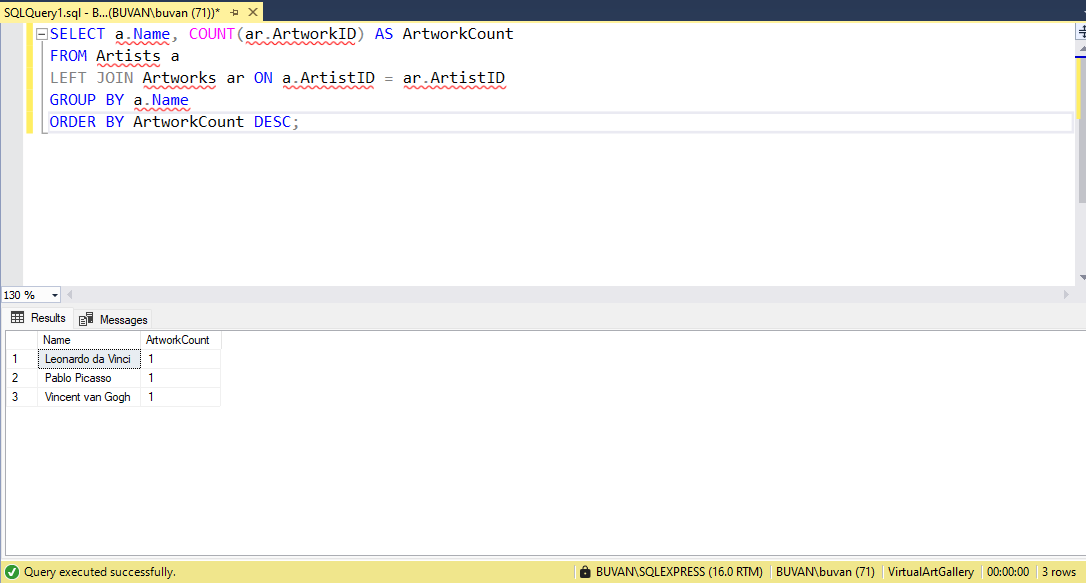 SQLQuery1.sql - B...(BUVAN\buvan (71))*
SELECT a.Name, COUNT(ar.ArtworkID) AS ArtworkCount
FROM Artists a
LEFT JOIN Artworks ar ON a.ArtistID = ar.ArtistID
GROUP BY a.Name
ORDER BY ArtworkCount DESC;
130 %
Results Messages
Name ArtworkCount
1 Leonardo da Vinci 1
2 Pablo Picasso 1
3 Vincent van Gogh 1
Query executed successfully. BUVAN\SQLEXPRESS (16.0 RTM) BUVAN\buvan (71) VirtualArtGallery 00:00:00 3 rows